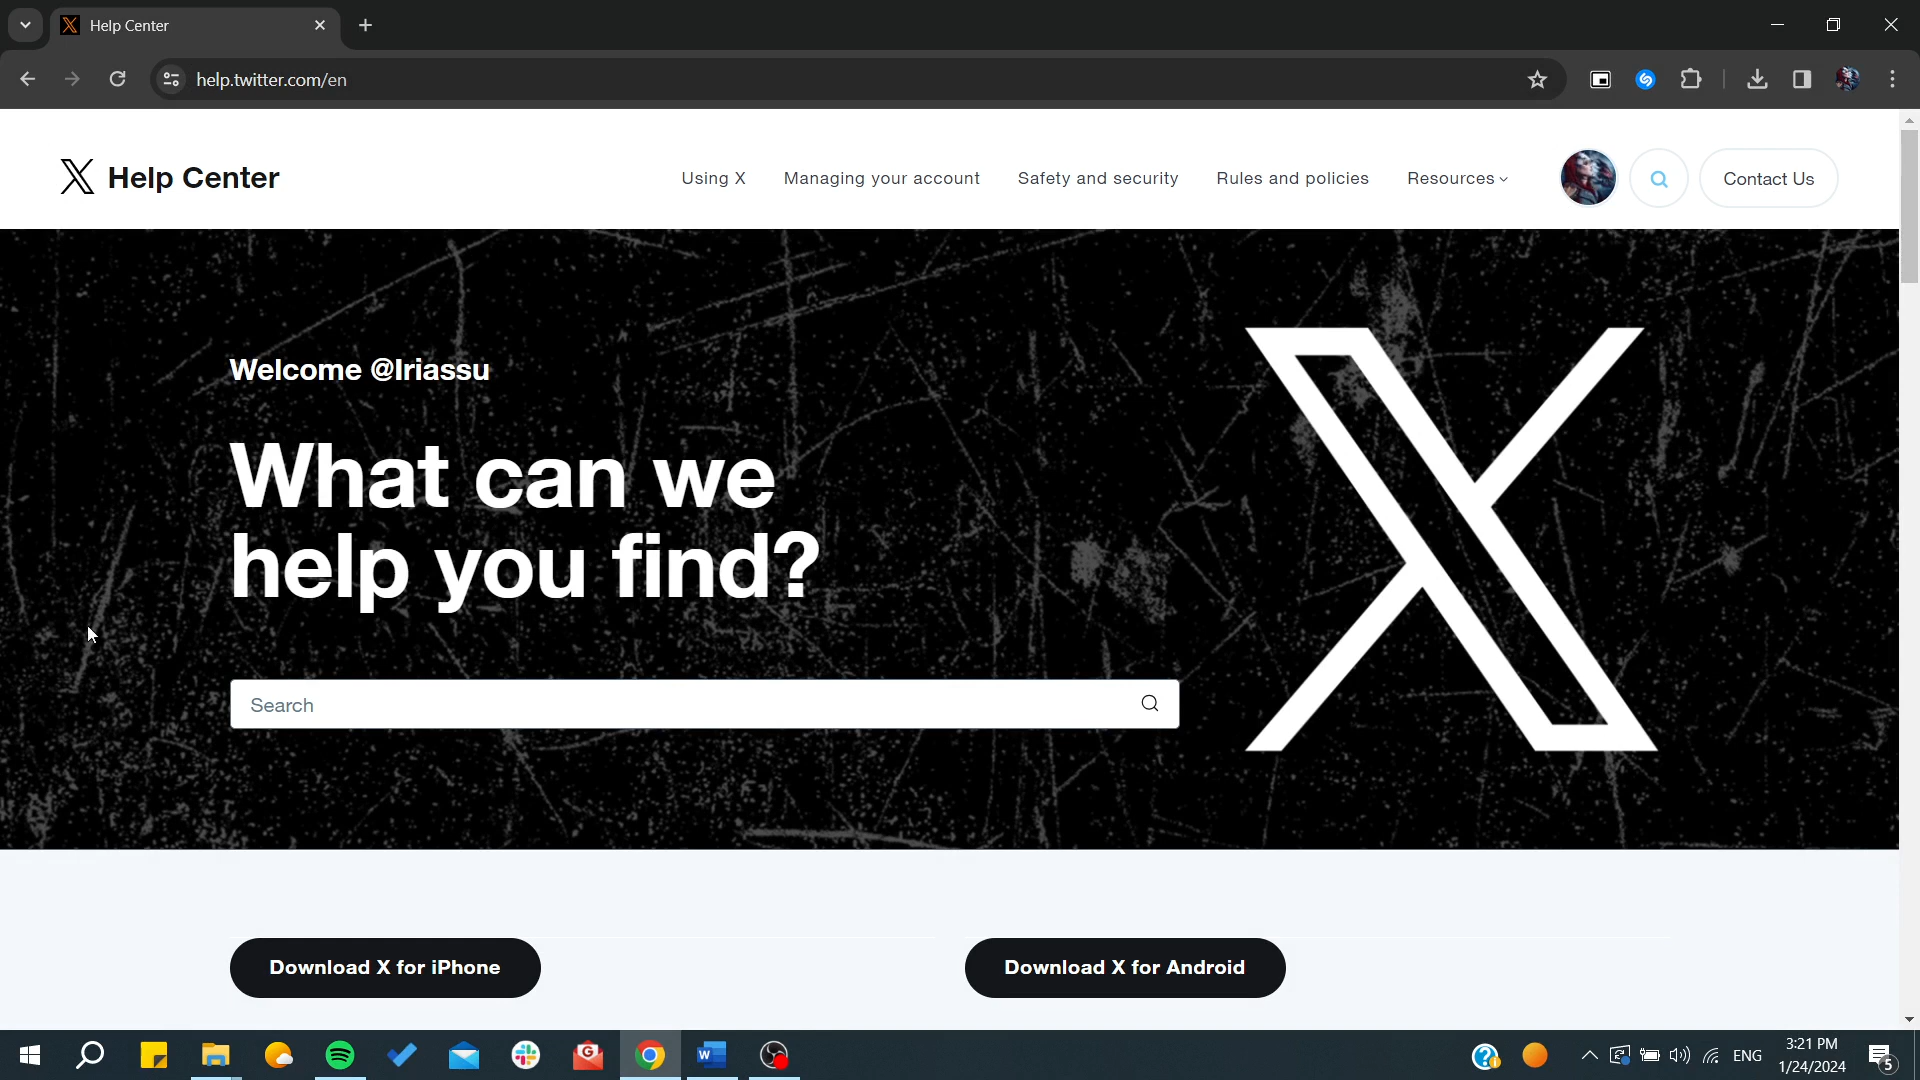 Help Center
help.twitter.com/en
Help Center
Using X
Managing your account
Safety and security
Rules and policies
Resources
Contact Us
Welcome @Iriassu
What can we
help you find?
Search
Download X for iPhone
Download X for Android
ENG
3:21 PM
1/24/2024
5